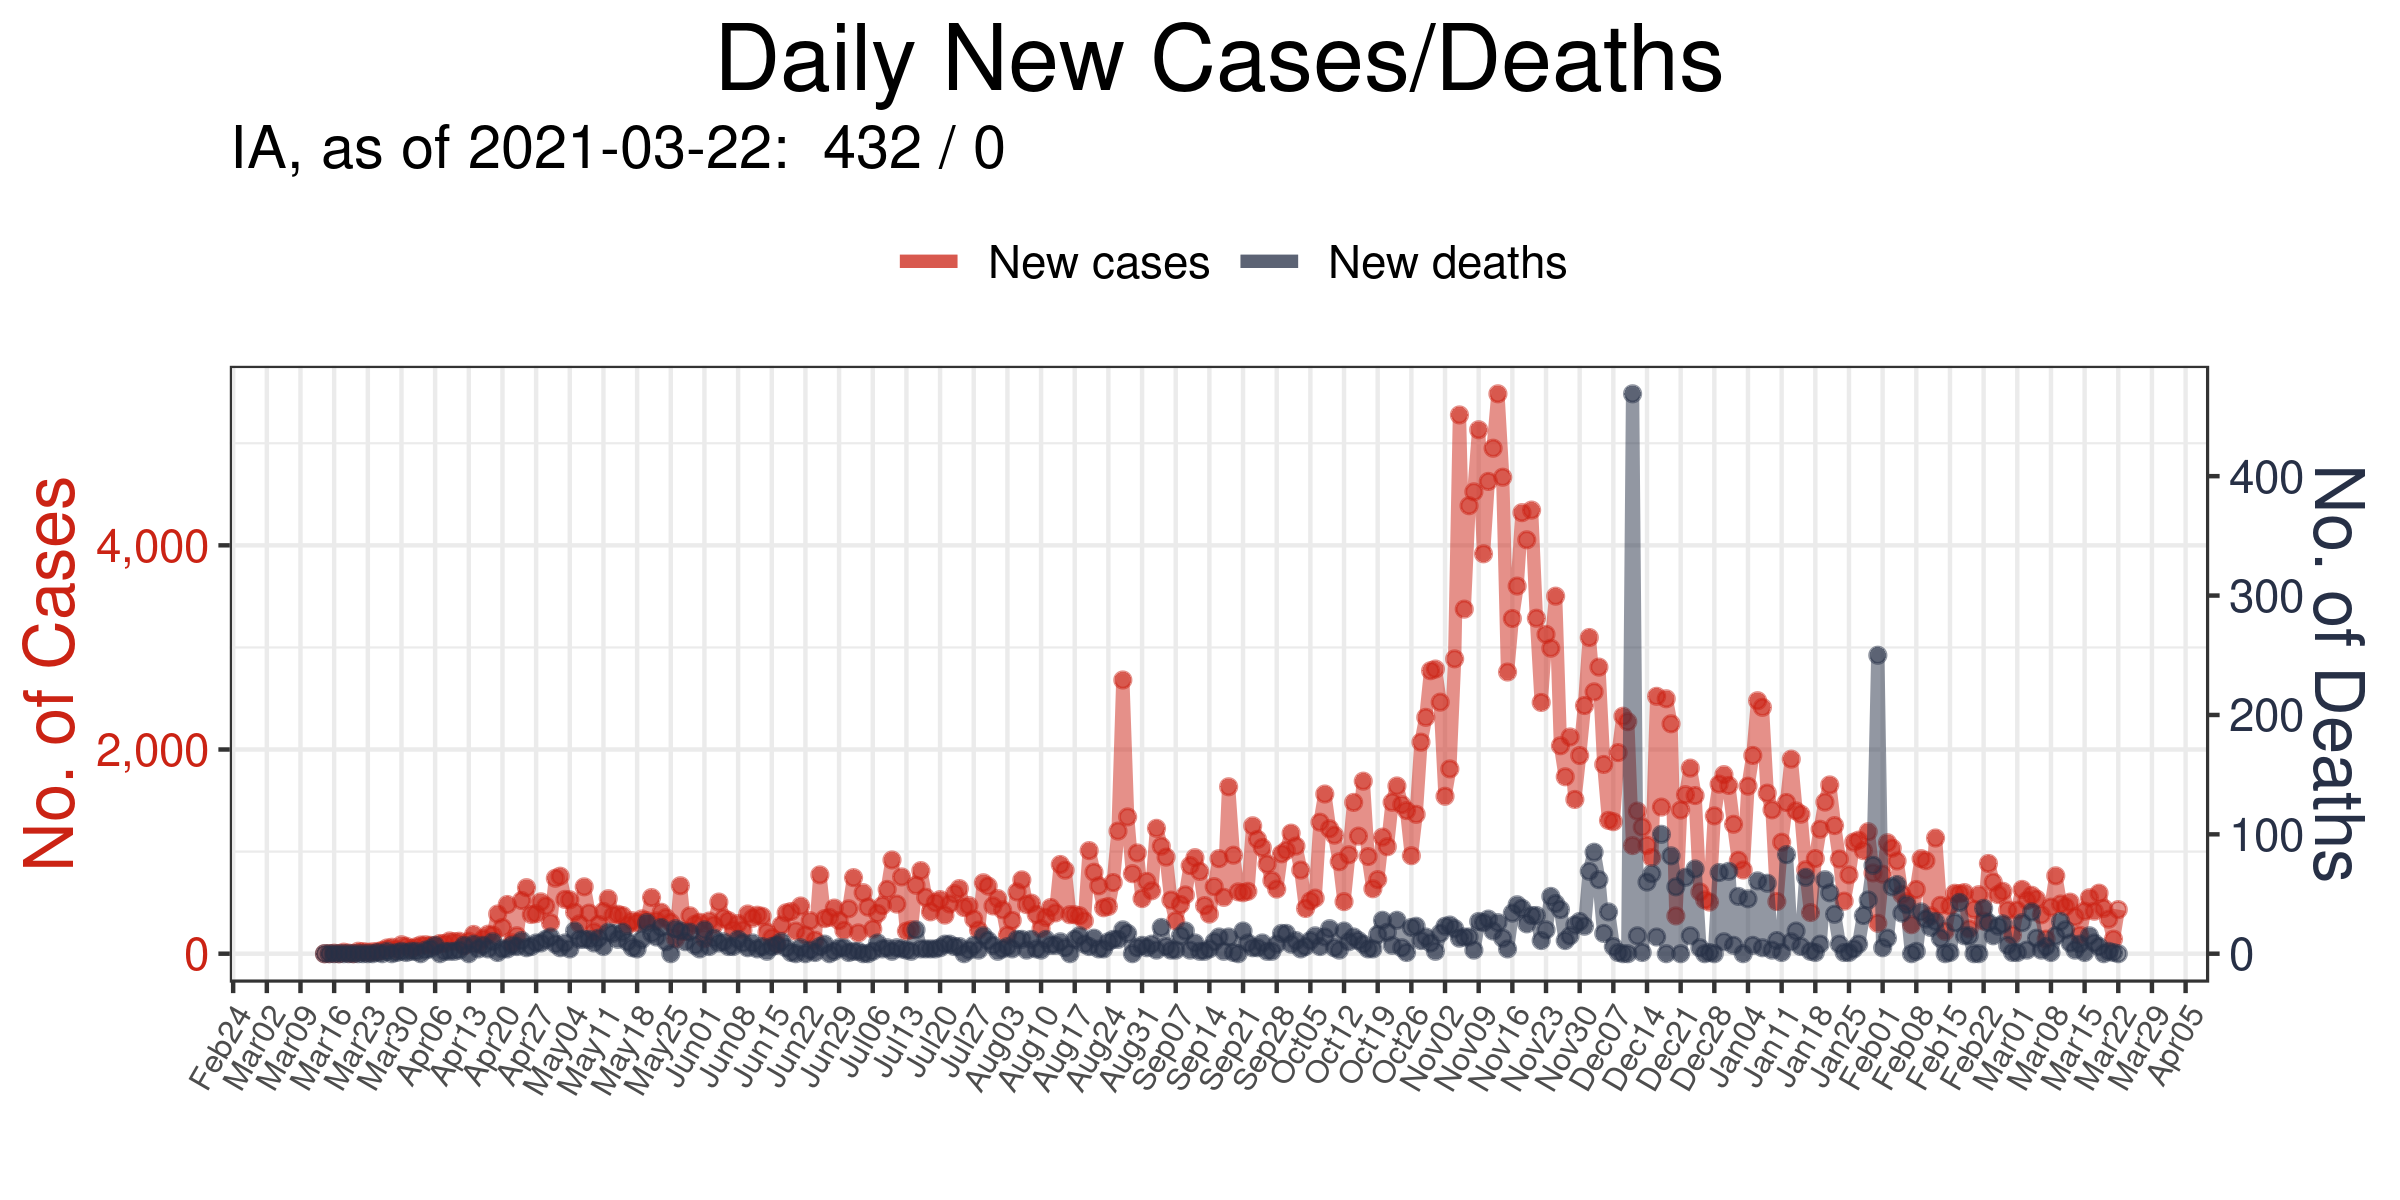 Daily New Cases/Deaths
IA, as of 2021-03-22:  432 / 0
New cases
New deaths
No. of Cases
4,000
2,000
0
No. of Deaths
400
300
200
100
0
Feb24
Mar02
Mar09
Mar16
Mar23
Mar30
Apr06
Apr13
Apr20
Apr27
May04
May11
May18
May25
Jun01
Jun08
Jun15
Jun22
Jun29
Jul06
Jul13
Jul20
Jul27
Aug03
Aug10
Aug17
Aug24
Aug31
Sep07
Sep14
Sep21
Sep28
Oct05
Oct12
Oct19
Oct26
Nov02
Nov09
Nov16
Nov23
Nov30
Dec07
Dec14
Dec21
Dec28
Jan04
Jan11
Jan18
Jan25
Feb01
Feb08
Feb15
Feb22
Mar01
Mar08
Mar15
Mar22
Mar29
Apr05